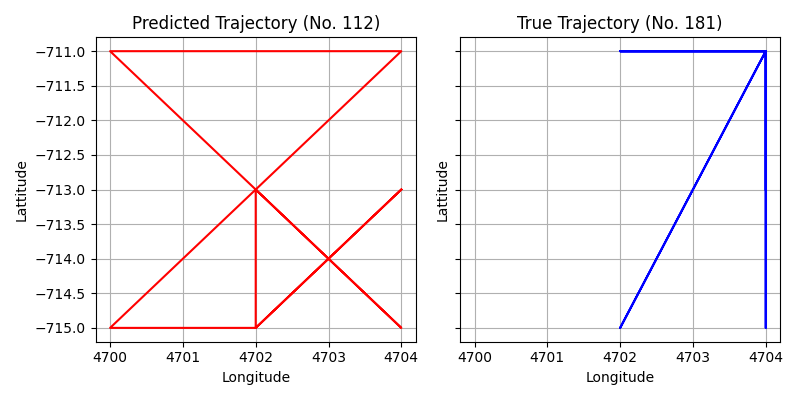 Predicted Trajectory (No. 112)
True Trajectory (No. 181)
−711.0
−711.5
−712.0
−712.5
−713.0
−713.5
−714.0
−714.5
−715.0
Lattitude
Lattitude
4700 4701 4702 4703 4704
4700 4701 4702 4703 4704
Longitude
Longitude